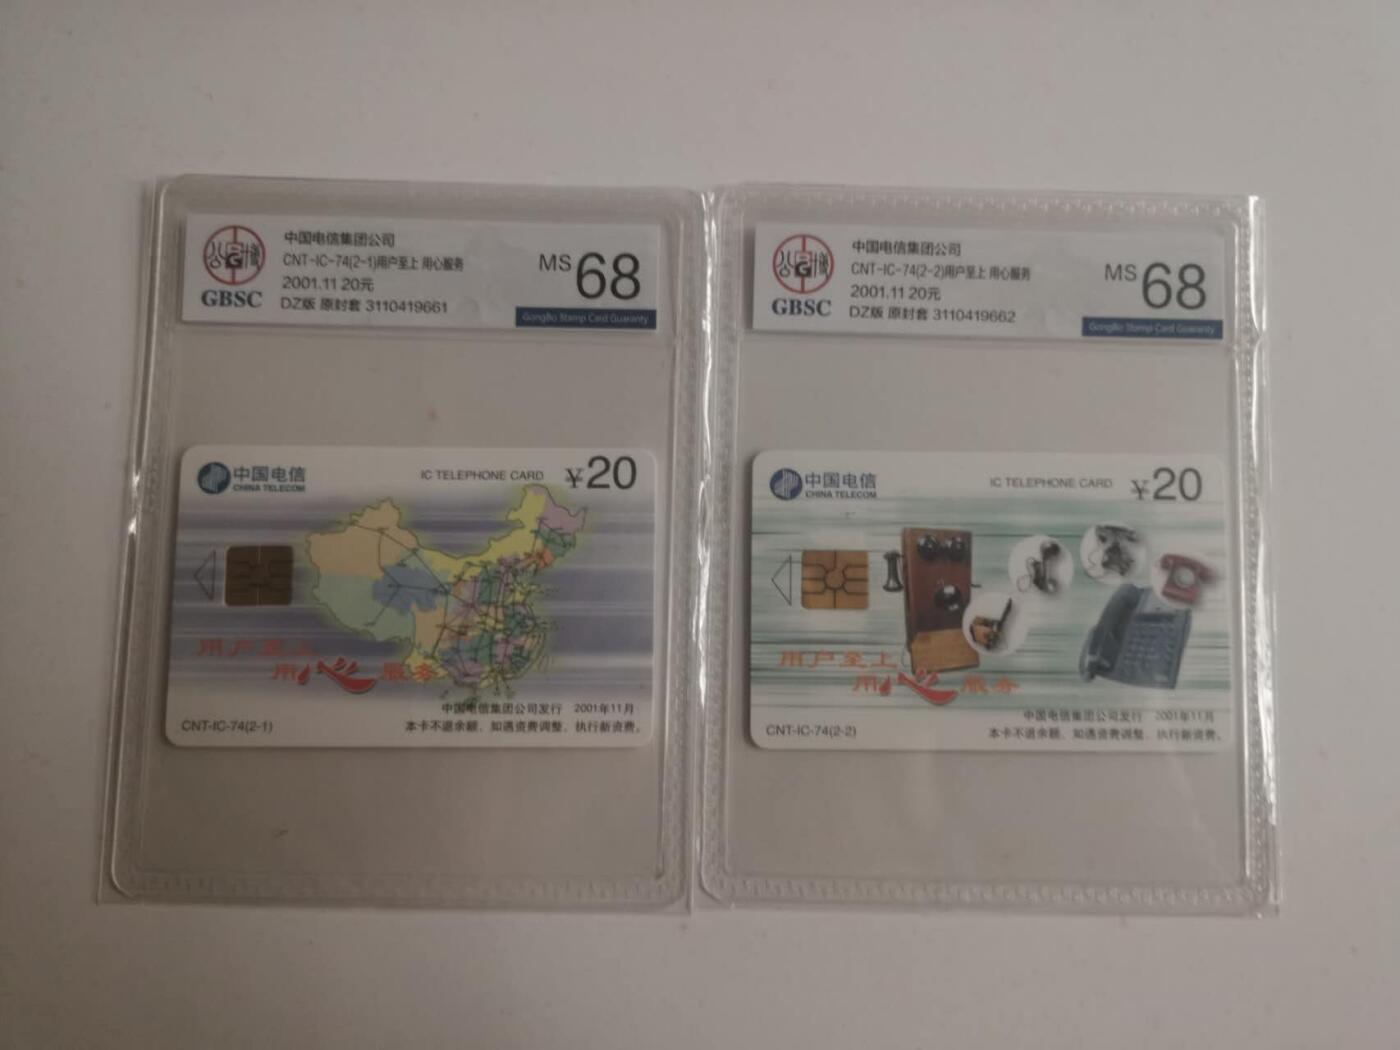 公博
GBSC
中国电信集团公司
CNT-IC-74(2-1)用户至上 用心服务
2001.11 20元
DZ版 原封套 3110419661
MS 68
GongBo Stamp Card Guaranty
中国电信
CHINA TELECOM
IC TELEPHONE CARD
¥20
用户至上
用心服务
中国电信集团公司发行 2001年11月
CNT-IC-74(2-1)
本卡不退余额、如遇资费调整、执行新资费。
公博
GBSC
中国电信集团公司
CNT-IC-74(2-2)用户至上 用心服务
2001.11 20元
DZ版 原封套 3110419662
MS 68
GongBo Stamp Card Guaranty
中国电信
CHINA TELECOM
IC TELEPHONE CARD
¥20
用户至上
用心服务
中国电信集团公司发行 2001年11月
CNT-IC-74(2-2)
本卡不退余额、如遇资费调整、执行新资费。